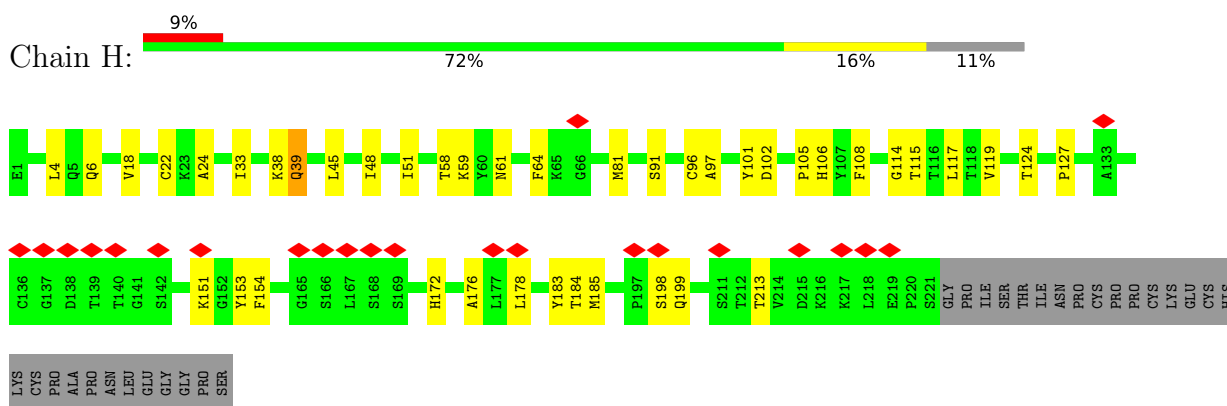 9%
Chain H:
72% 16% 11%
E1 L4 Q5 Q6 V18 C22 K23 A24 I33 K38 Q39 L45 I48 I51 T58 K59 Y60 N61 F64 K65 G66 M81 S91 C96 A97 Y101 D102 P105 H106 Y107 F108 G114 T115 T116 L117 T118 V119 T124 P127 A133
C136 G137 D138 T139 T140 G141 S142 K151 G152 Y153 F154 G165 S166 L167 S168 S169 H172 A176 L177 L178 Y183 T184 M185 P197 S198 Q199 S211 T212 T213 V214 D215 K216 K217 L218 E219 P220 S221 GLY PRO ILE SER THR ILE ASN PRO CYS PRO PRO CYS LYS GLU CYS HIS
LYS CYS PRO ALA PRO ASN LEU GLU GLY GLY PRO SER